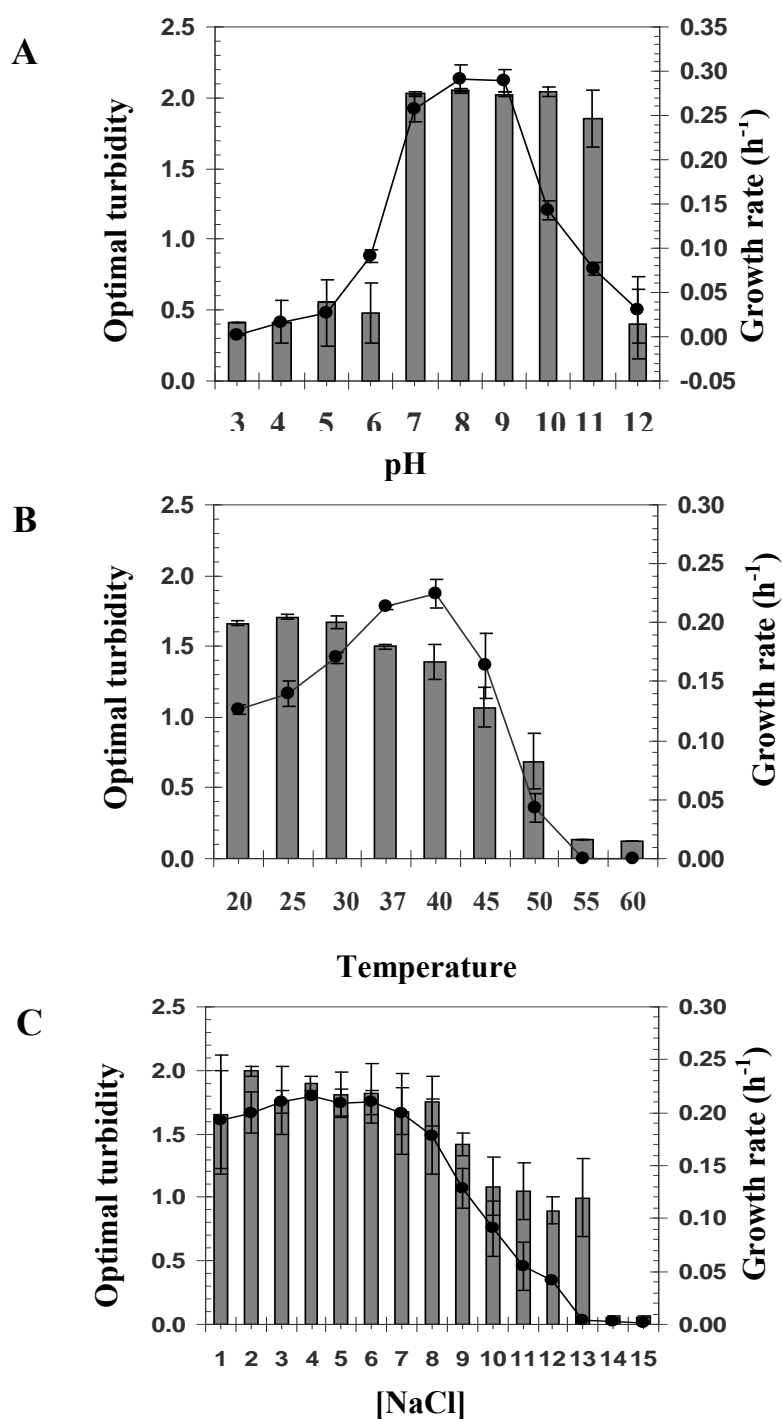 A
Optimal turbidity
2.5
2.0
1.5
1.0
0.5
0.0
0.35
0.30
0.25
0.20
0.15
0.10
0.05
0.00
-0.05
Growth rate (h-1)
3 4 5 6 7 8 9 10 11 12
pH
B
Optimal turbidity
2.5
2.0
1.5
1.0
0.5
0.0
0.30
0.25
0.20
0.15
0.10
0.05
0.00
Growth rate (h-1)
20 25 30 37 40 45 50 55 60
Temperature
C
Optimal turbidity
2.5
2.0
1.5
1.0
0.5
0.0
0.30
0.25
0.20
0.15
0.10
0.05
0.00
Growth rate (h-1)
1 2 3 4 5 6 7 8 9 10 11 12 13 14 15
[NaCl]